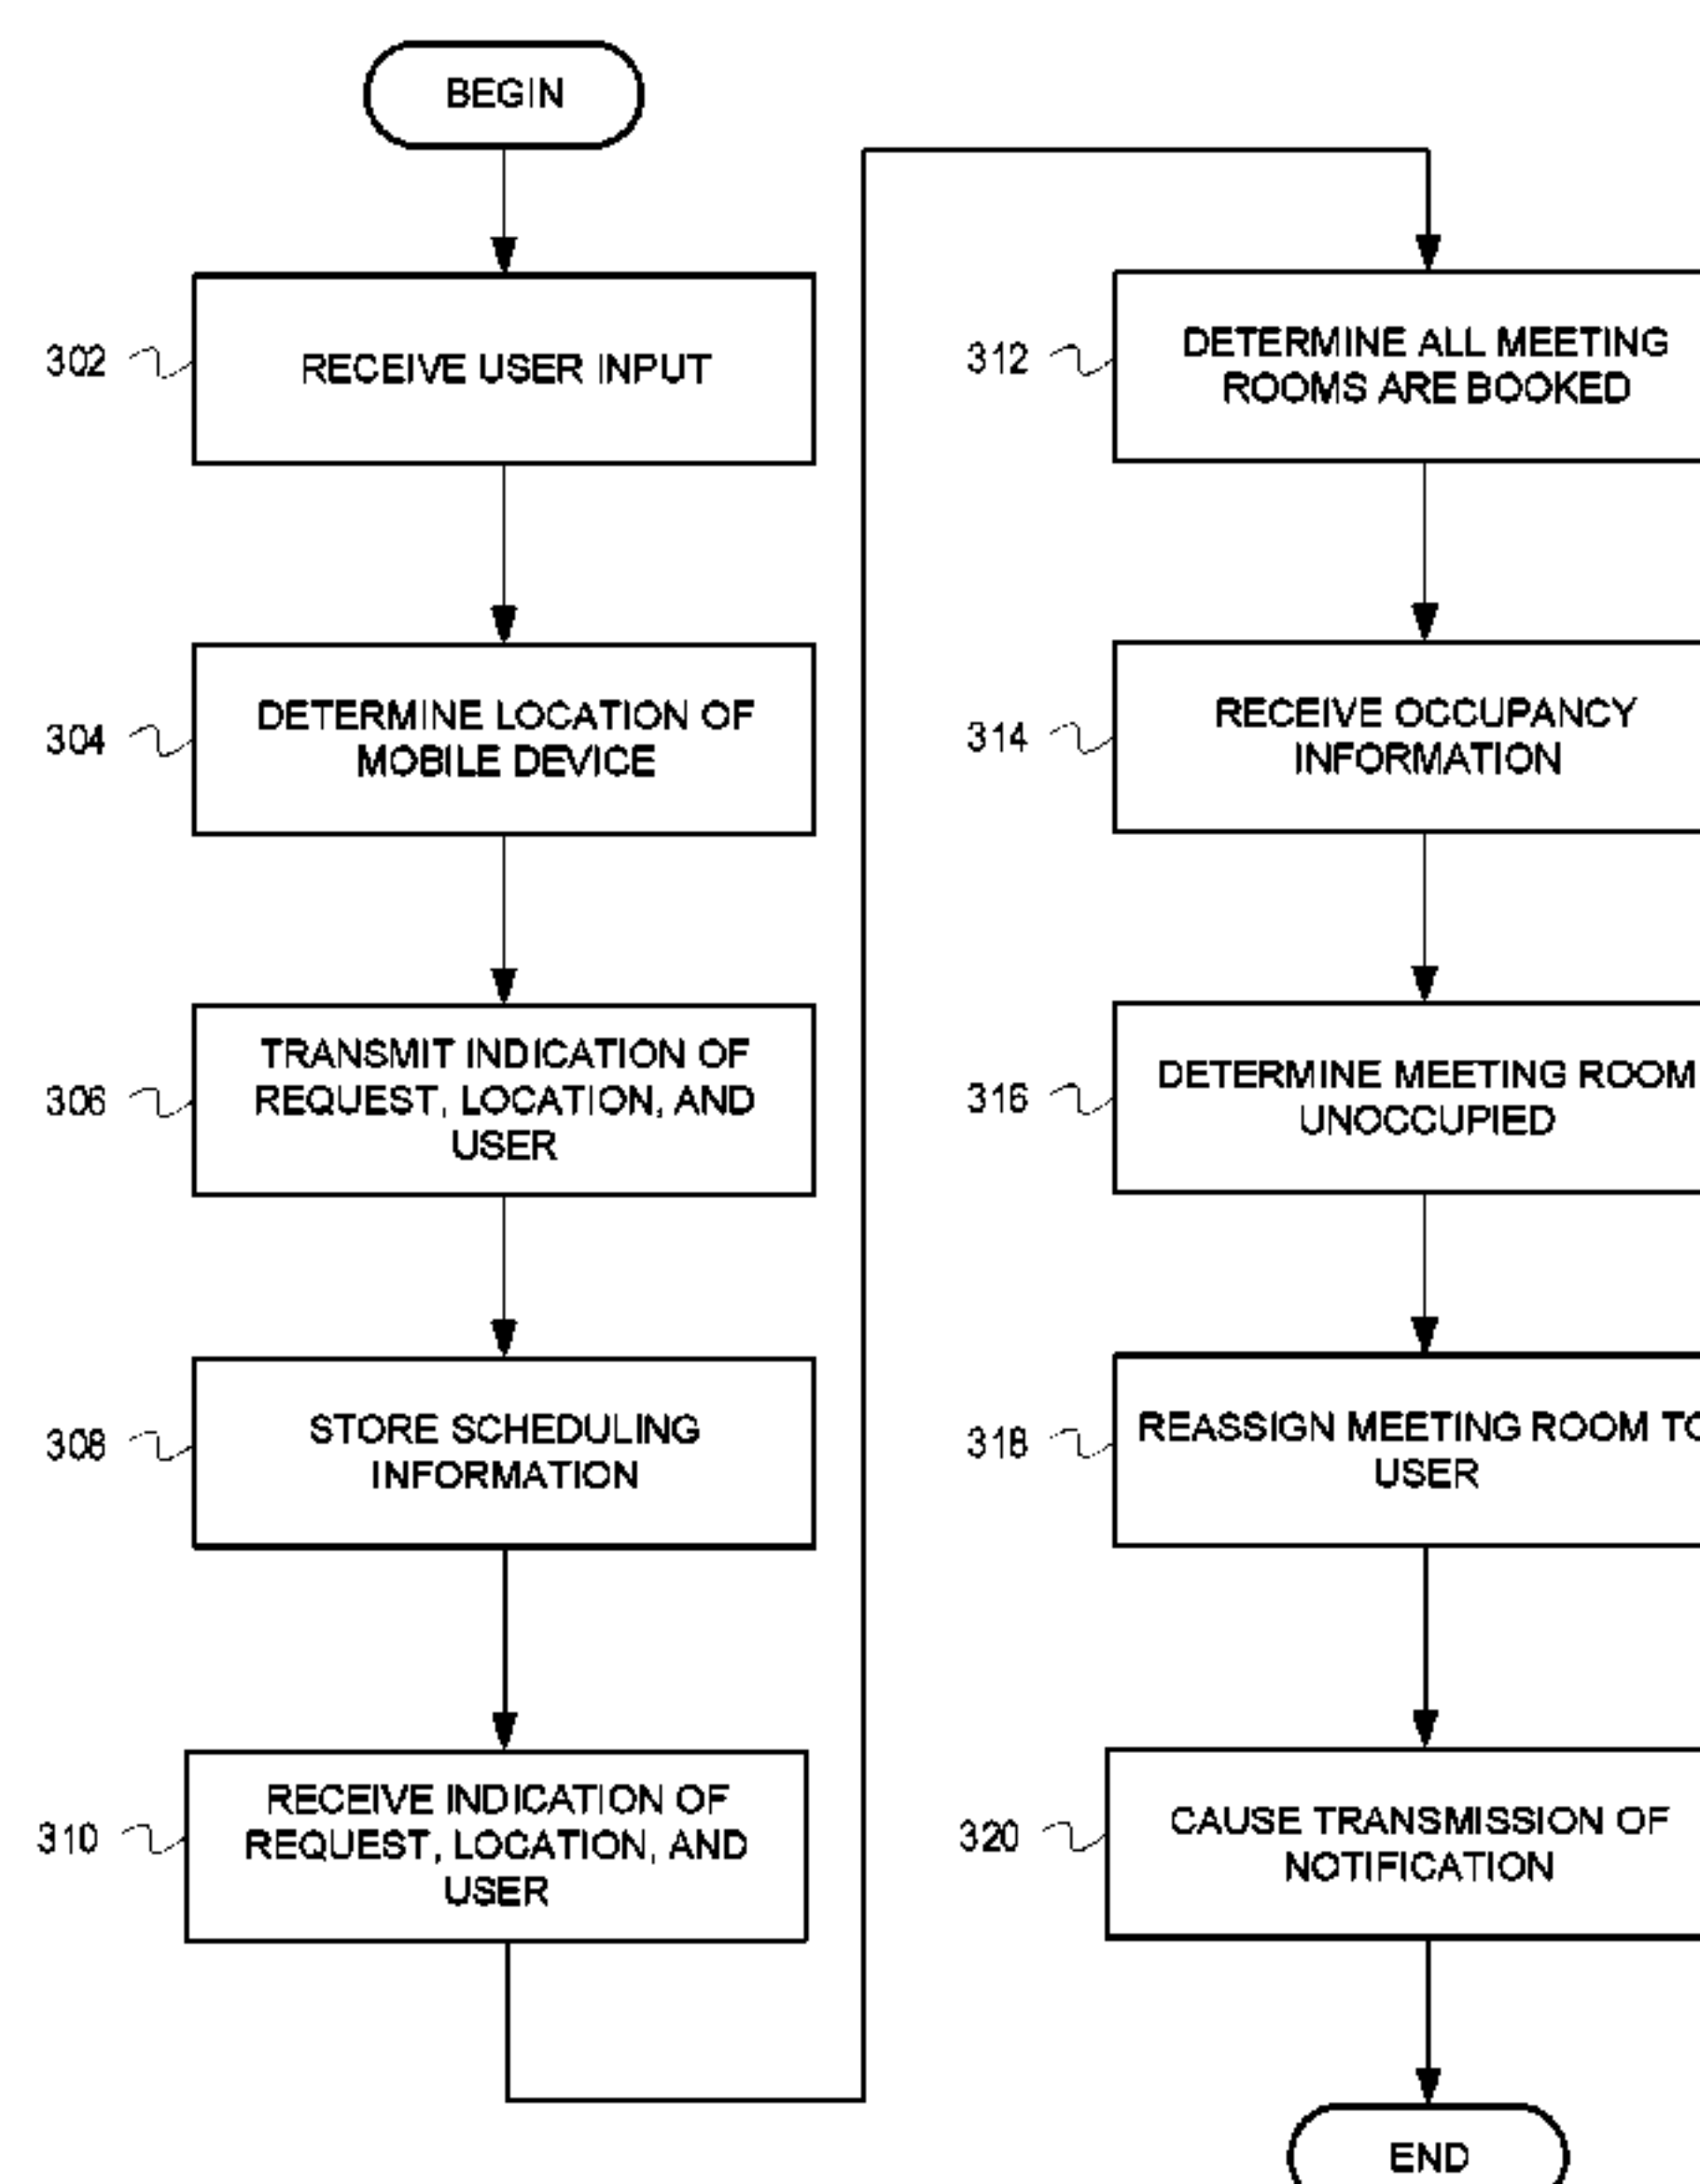 BEGIN
302
RECEIVE USER INPUT
304
DETERMINE LOCATION OF
MOBILE DEVICE
306
TRANSMIT INDICATION OF
REQUEST, LOCATION, AND
USER
308
STORE SCHEDULING
INFORMATION
310
RECEIVE INDICATION OF
REQUEST, LOCATION, AND
USER
312
DETERMINE ALL MEETING
ROOMS ARE BOOKED
314
RECEIVE OCCUPANCY
INFORMATION
316
DETERMINE MEETING ROOM
UNOCCUPIED
318
REASSIGN MEETING ROOM TO
USER
320
CAUSE TRANSMISSION OF
NOTIFICATION
END